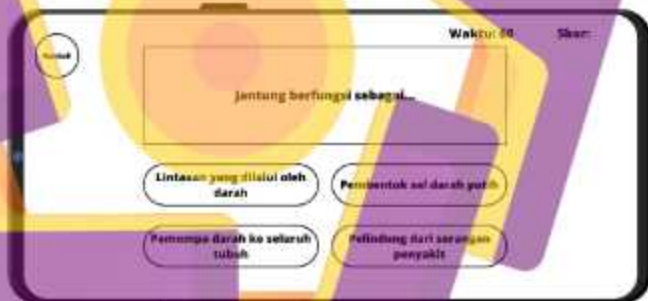 Waktu: 60 Skor:
Jantung berfungsi sebagai...
Lintasan yang dilalui oleh
darah
Pembentuk sel darah putih
Pemompa darah ke seluruh
tubuh
Pelindung dari serangan
penyakit